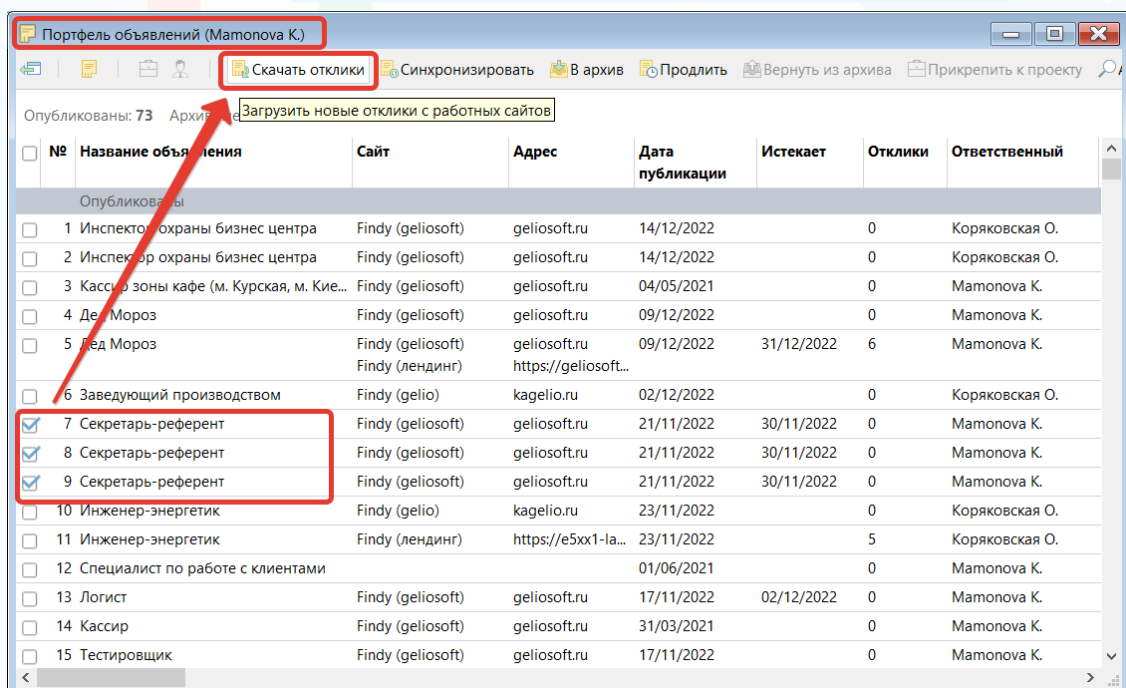 Портфель объявлений (Mamonova K.)
Скачать отклики Синхронизировать В архив Продлить Вернуть из архива Прикрепить к проекту
Опубликованы: 73
Загрузить новые отклики с работных сайтов
№ Название объявления Сайт Адрес Дата публикации Истекает Отклики Ответственный
Опубликованы
1 Инспектор охраны бизнес центра Findy (geliosoft) geliosoft.ru 14/12/2022 0 Коряковская О.
2 Инспектор охраны бизнес центра Findy (geliosoft) geliosoft.ru 14/12/2022 0 Коряковская О.
3 Кассир зоны кафе (м. Курская, м. Кие... Findy (geliosoft) geliosoft.ru 04/05/2021 0 Mamonova K.
4 Дед Мороз Findy (geliosoft) geliosoft.ru 09/12/2022 0 Mamonova K.
5 Дед Мороз Findy (geliosoft) geliosoft.ru 09/12/2022 31/12/2022 6 Mamonova K.
Findy (лендинг) https://geliosoft...
6 Заведующий производством Findy (gelio) kagelio.ru 02/12/2022 0 Коряковская О.
7 Секретарь-референт Findy (geliosoft) geliosoft.ru 21/11/2022 30/11/2022 0 Mamonova K.
8 Секретарь-референт Findy (geliosoft) geliosoft.ru 21/11/2022 30/11/2022 0 Mamonova K.
9 Секретарь-референт Findy (geliosoft) geliosoft.ru 21/11/2022 30/11/2022 0 Mamonova K.
10 Инженер-энергетик Findy (gelio) kagelio.ru 23/11/2022 0 Коряковская О.
11 Инженер-энергетик Findy (лендинг) https://e5xx1-la... 23/11/2022 5 Коряковская О.
12 Специалист по работе с клиентами 01/06/2021 0 Mamonova K.
13 Логист Findy (geliosoft) geliosoft.ru 17/11/2022 02/12/2022 0 Mamonova K.
14 Кассир Findy (geliosoft) geliosoft.ru 31/03/2021 0 Mamonova K.
15 Тестировщик Findy (geliosoft) geliosoft.ru 17/11/2022 0 Mamonova K.